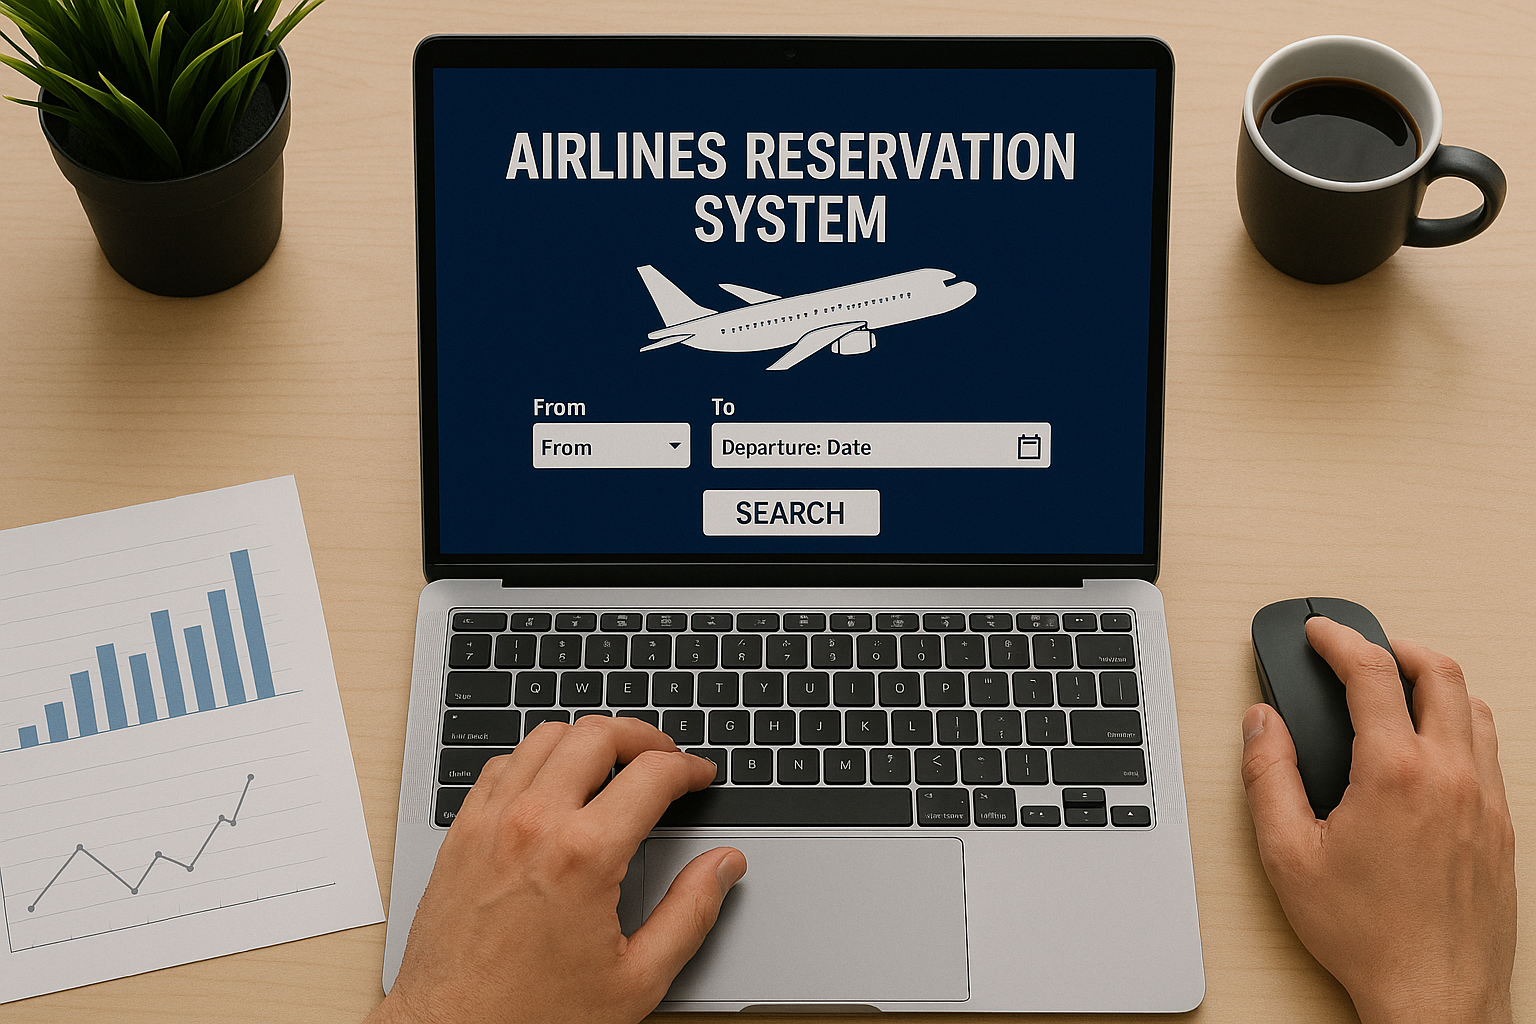 AIRLINES RESERVATION
SYSTEM
From
To
From
Departure: Date
SEARCH
Q W E R T Y U I O P
E G H J K L
B N M